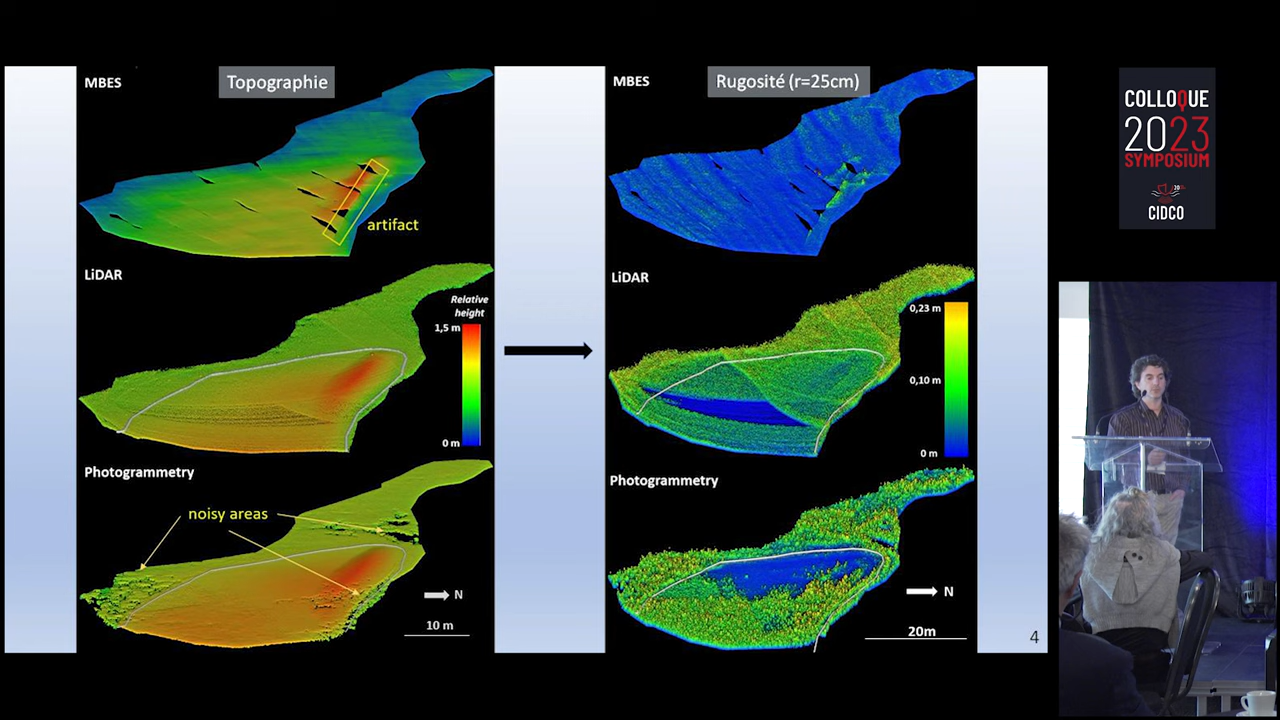 MBES
Topographie
artifact
LiDAR
Relative
height
1,5 m
0 m
Photogrammetry
noisy areas
N
10 m
MBES
Rugosité (r=25cm)
LiDAR
0,23 m
0,10 m
0 m
Photogrammetry
N
20m
4
COLLOQUE
2023
SYMPOSIUM
CIDCO